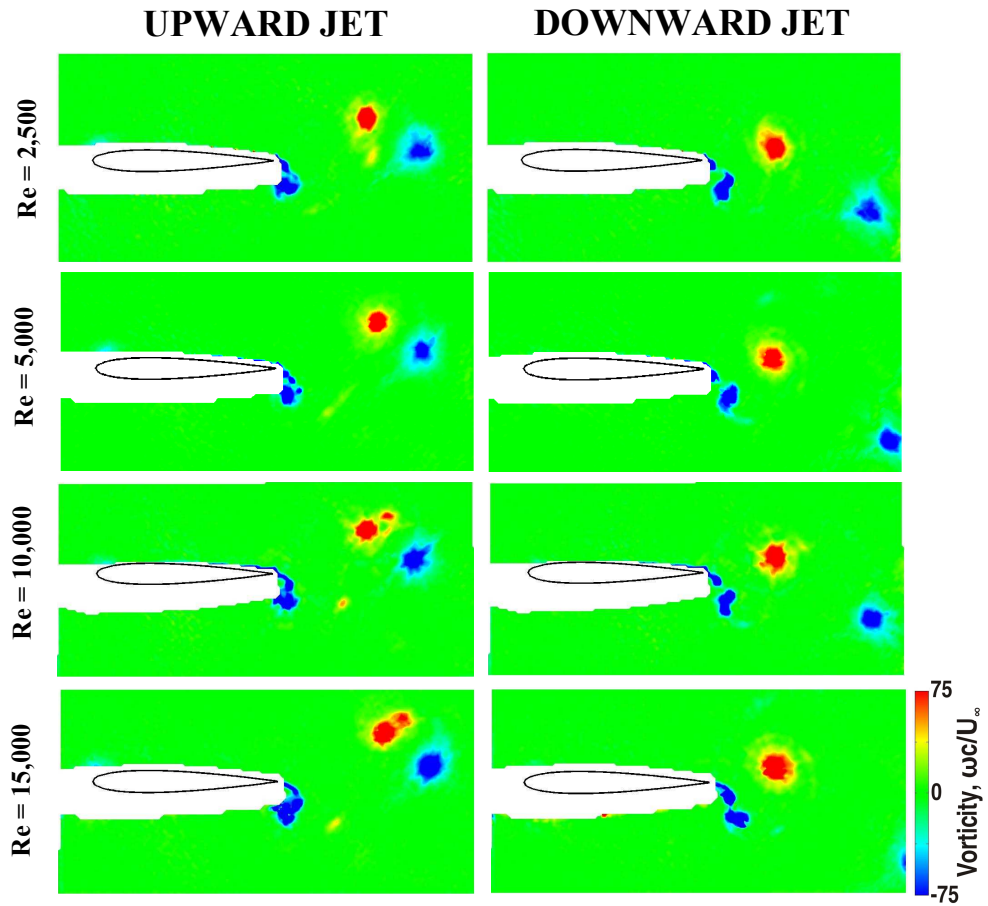 UPWARD JET DOWNWARD JET
Re = 2,500
Re = 5,000
Re = 10,000
Re = 15,000
75
0
-75
Vorticity, ωc/U∞